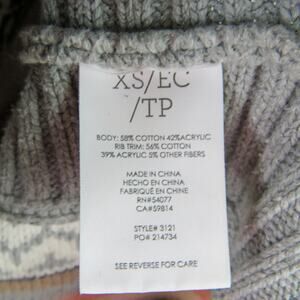 XS/EC
/TP
BODY: 58% COTTON 42%ACRYLIC
RIB TRIM: 56% COTTON
39% ACRYLIC 5% OTHER FIBERS
MADE IN CHINA
HECHO EN CHINA
FABRIQUÉ EN CHINE
RN#54077
CA#59814
STYLE# 3121
PO# 214734
SEE REVERSE FOR CARE